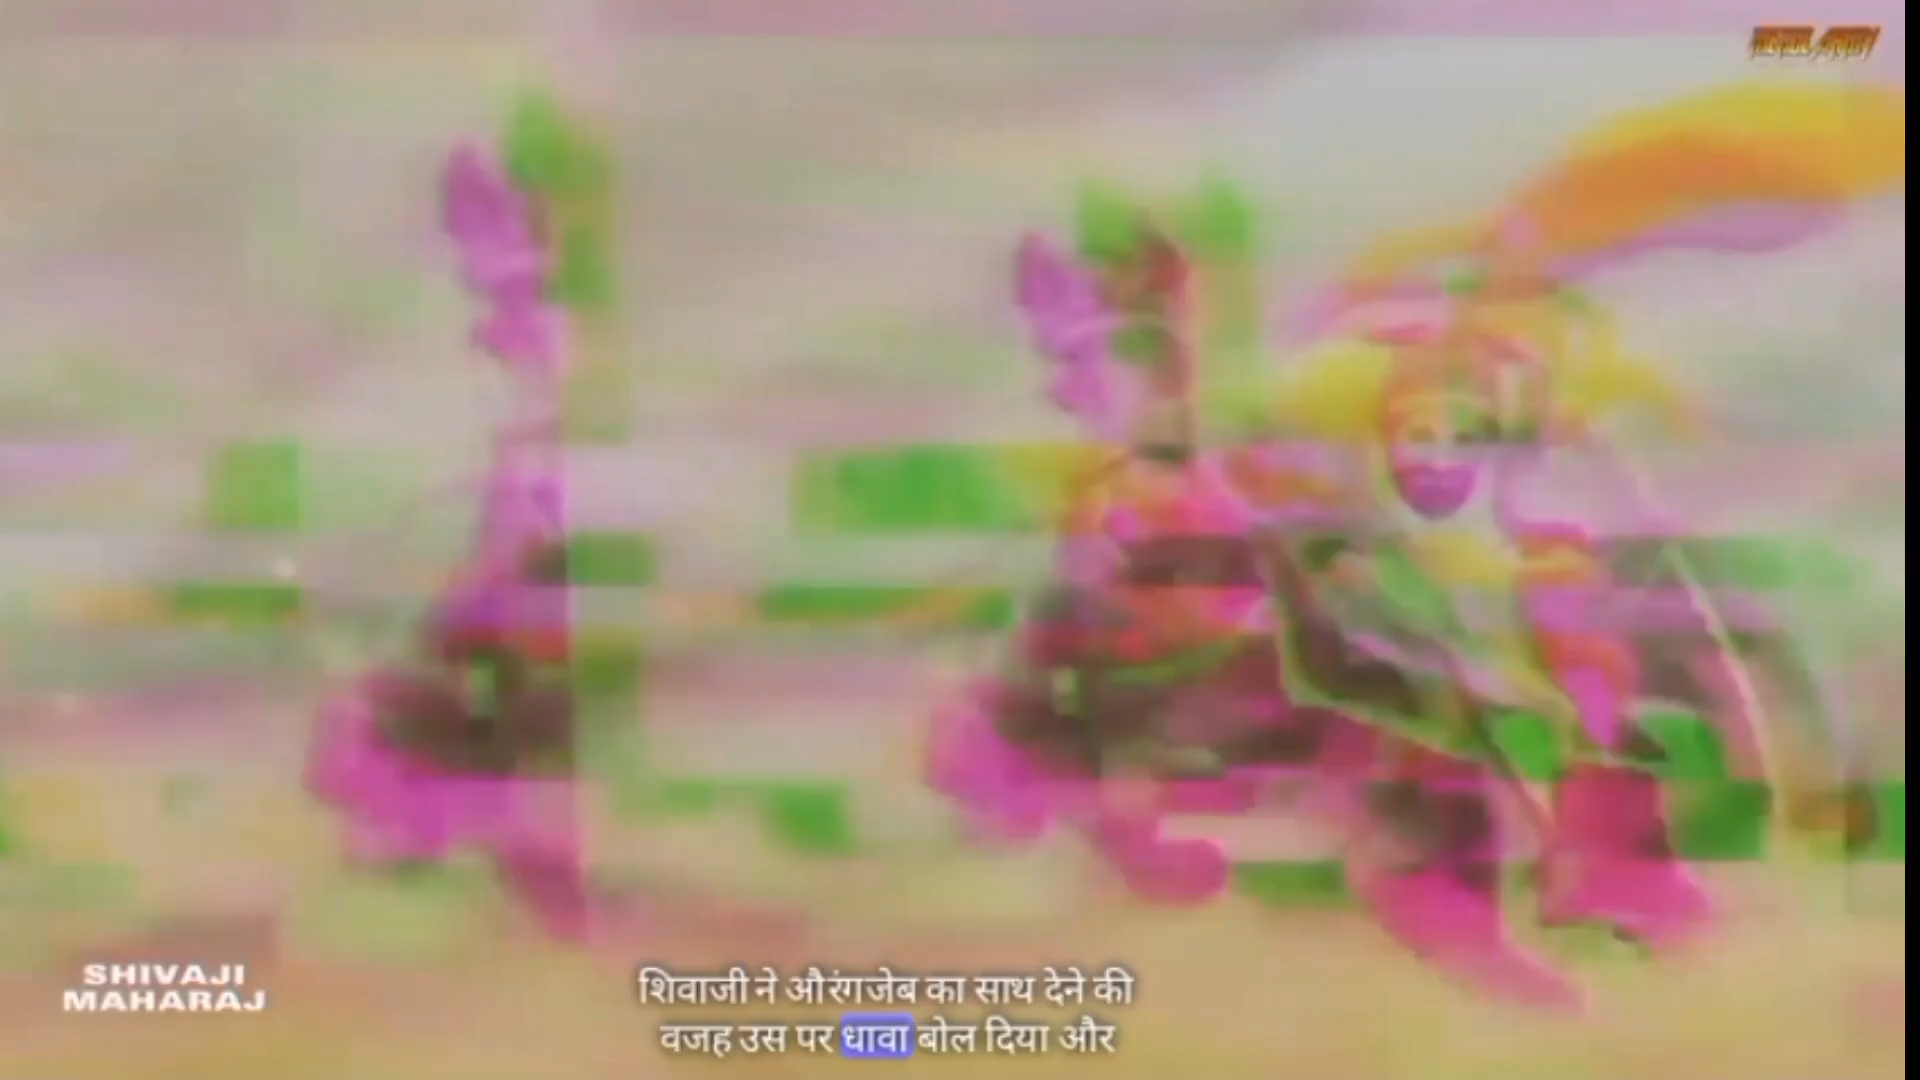 SHIVAJI
MAHARAJ
शिवाजी ने औरंगजेब का साथ देने की
वजह उस पर धावा बोल दिया और